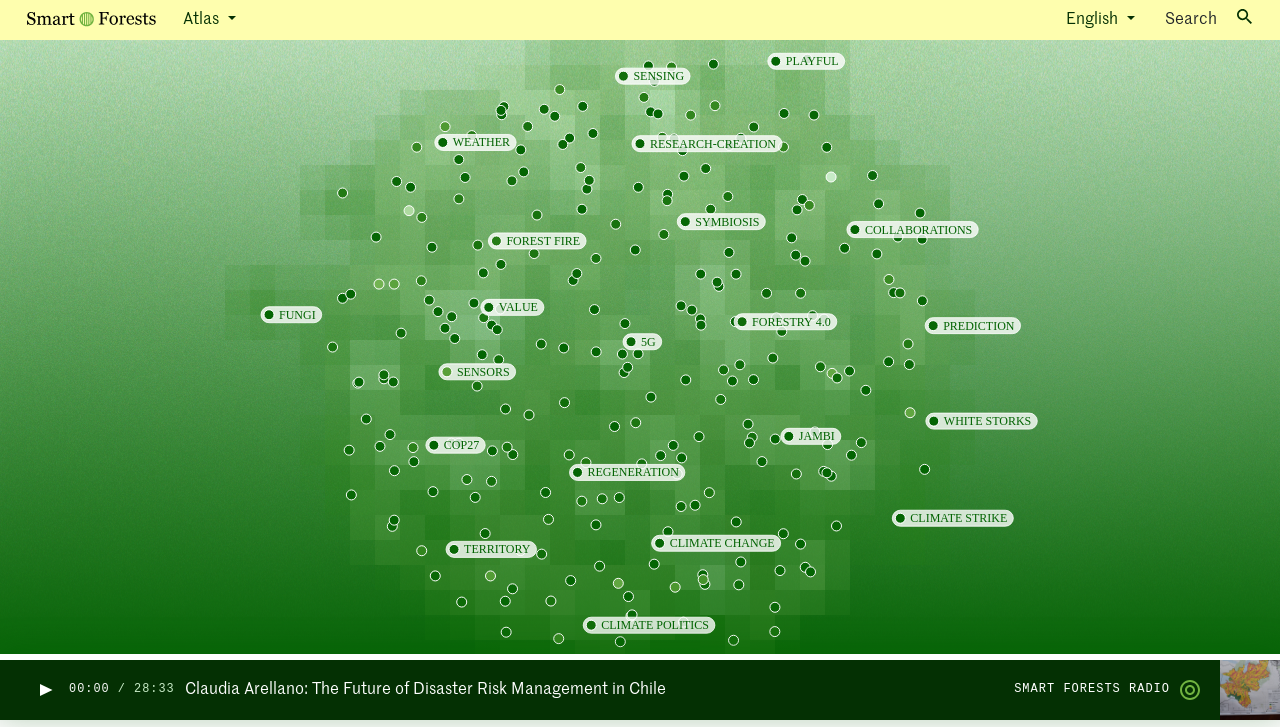 Smart Forests
Atlas
English
Search
PLAYFUL
SENSING
WEATHER
RESEARCH-CREATION
SYMBIOSIS
COLLABORATIONS
FOREST FIRE
VALUE
FUNGI
FORESTRY 4.0
PREDICTION
5G
SENSORS
WHITE STORKS
JAMBI
COP27
REGENERATION
CLIMATE STRIKE
CLIMATE CHANGE
TERRITORY
CLIMATE POLITICS
00:00 / 28:33
Claudia Arellano: The Future of Disaster Risk Management in Chile
SMART FORESTS RADIO